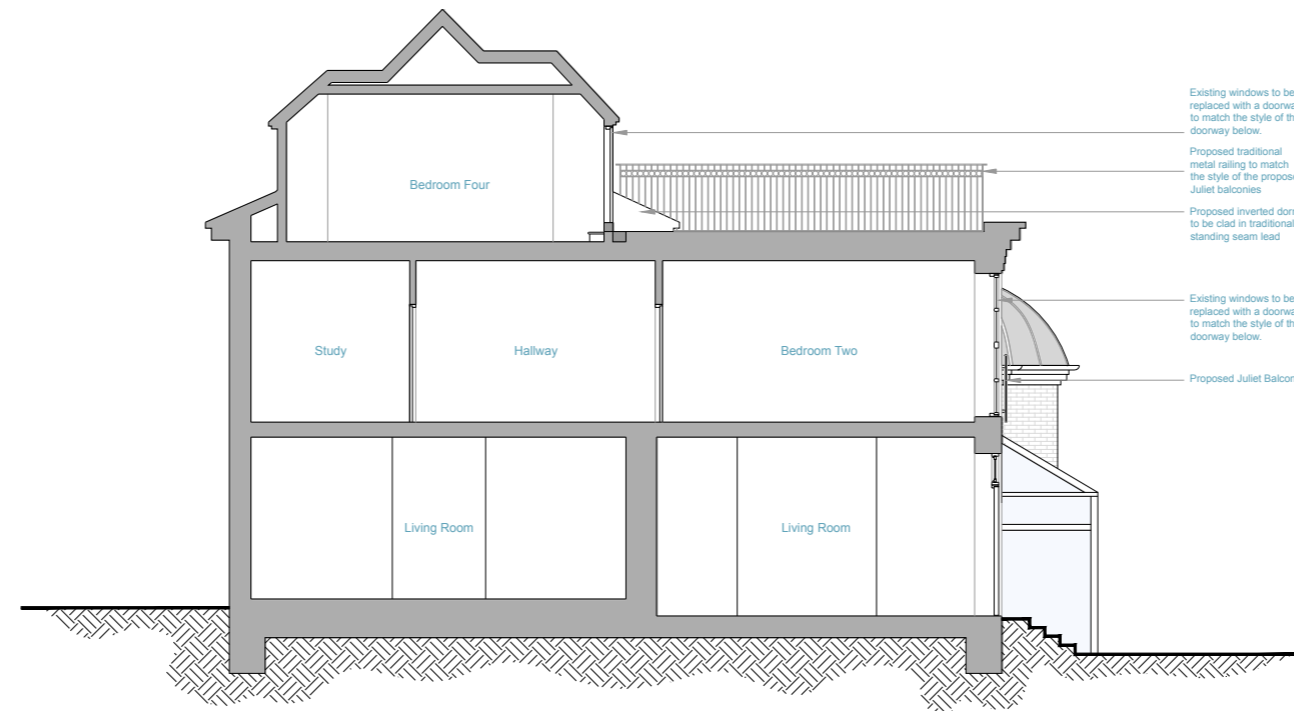 Existing windows to be
replaced with a doorwa
to match the style of th
doorway below.
Proposed traditional
metal railing to match
the style of the propose
Juliet balconies
Bedroom Four
Proposed inverted dor
to be clad in traditional
standing seam lead
Existing windows to be
replaced with a doorwa
to match the style of th
doorway below.
Study
Hallway
Bedroom Two
Proposed Juliet Balcon
Living Room
Living Room